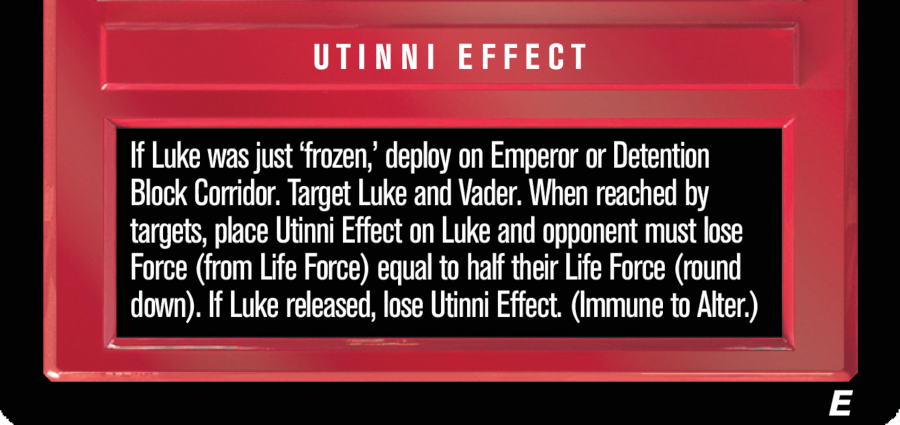 UTINNI EFFECT
If Luke was just ‘frozen,’ deploy on Emperor or Detention
Block Corridor. Target Luke and Vader. When reached by
targets, place Utinni Effect on Luke and opponent must lose
Force (from Life Force) equal to half their Life Force (round
down). If Luke released, lose Utinni Effect. (Immune to Alter.)
E